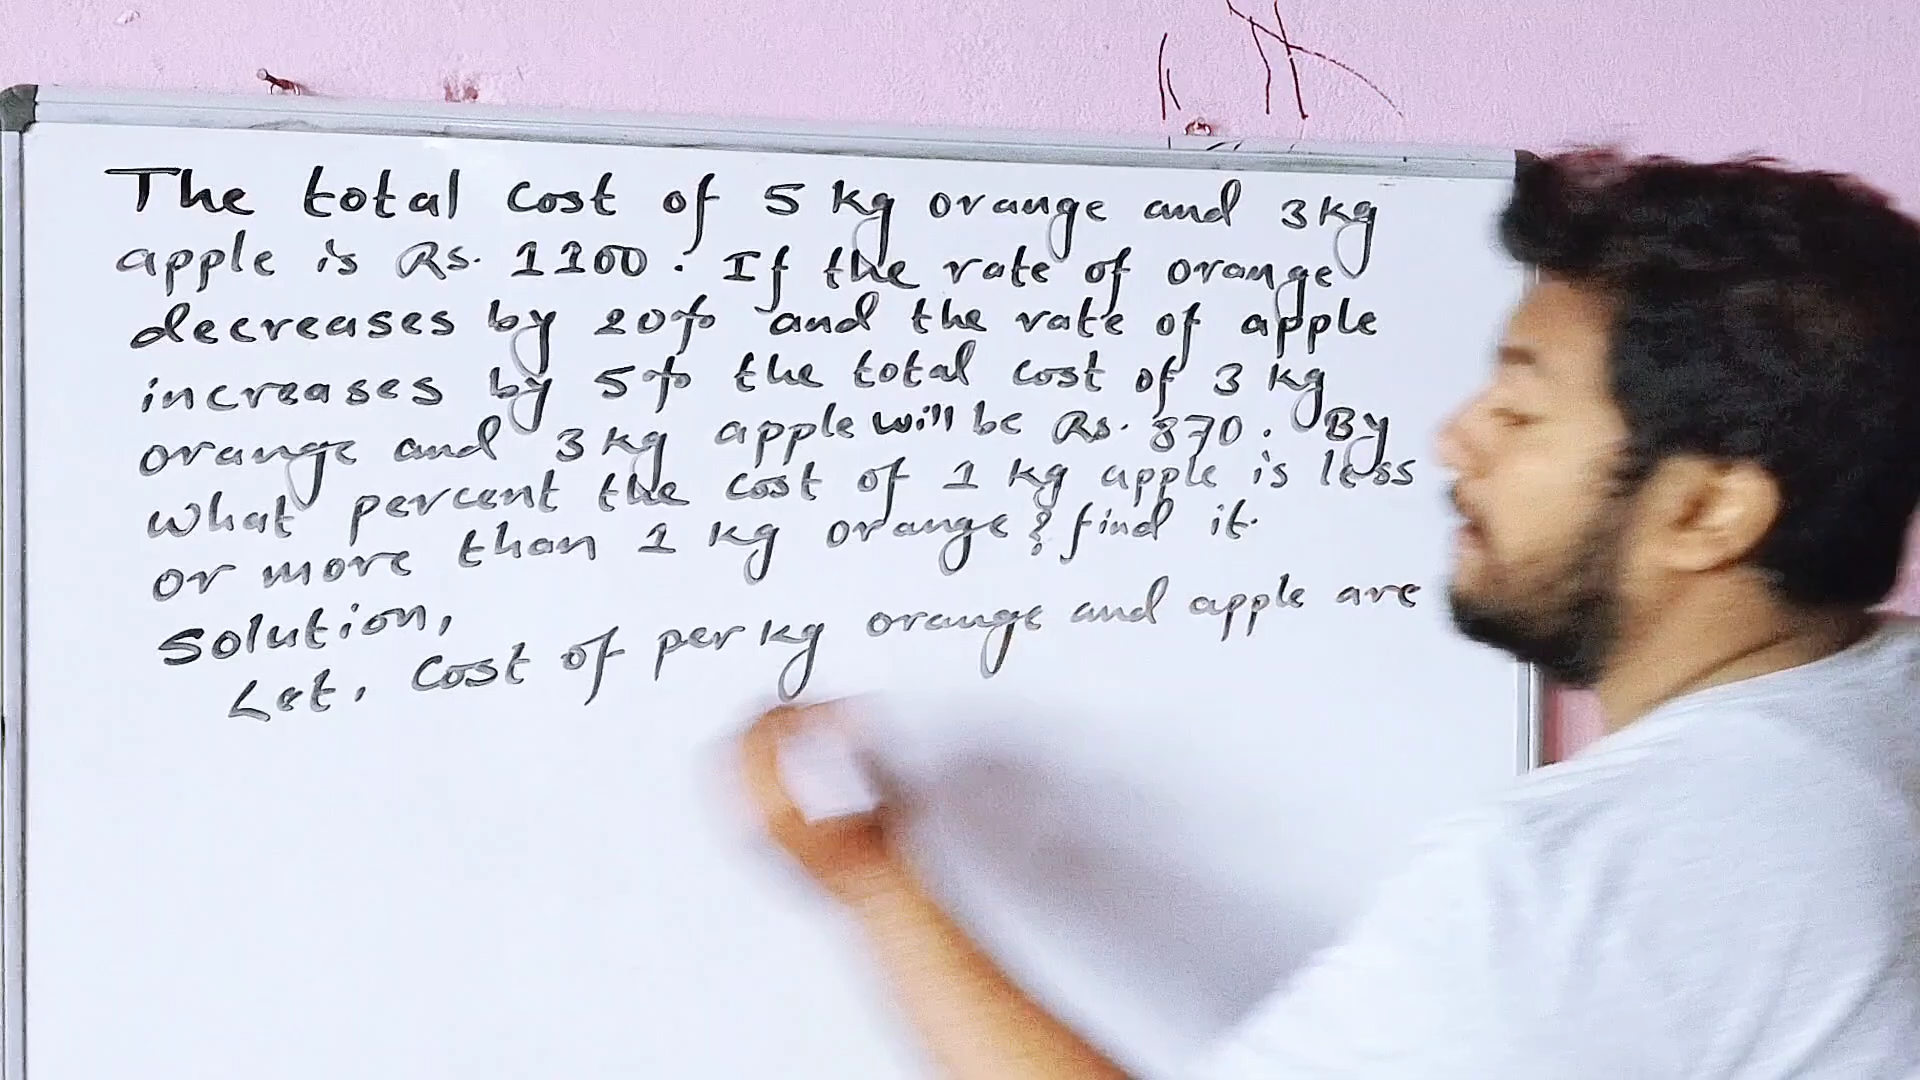 The total cost of 5 kg orange and 3kg
apple is Rs. 1100. If the rate of orange
decreases by 20% and the rate of apple
increases by 5% the total cost of 3 kg
orange and 3 kg apple will be Rs. 870. By
what percent the cost of 1 kg apple is less
or more than 1 kg orange? find it.
Solution,
Let, cost of per kg orange and apple are